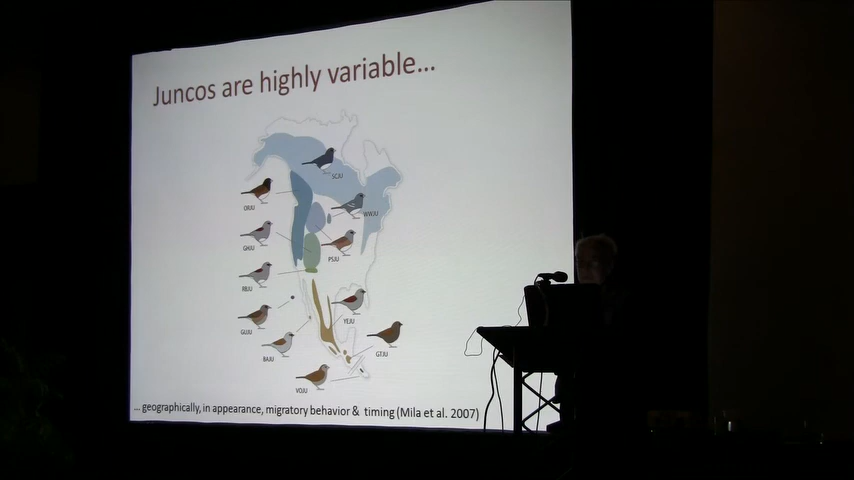 Juncos are highly variable...
SCJU
ORJU
WWJU
GHJU
PSJU
RBJU
YEJU
GUJU
GTJU
BAJU
VOJU
... geographically, in appearance, migratory behavior & timing (Mila et al. 2007)